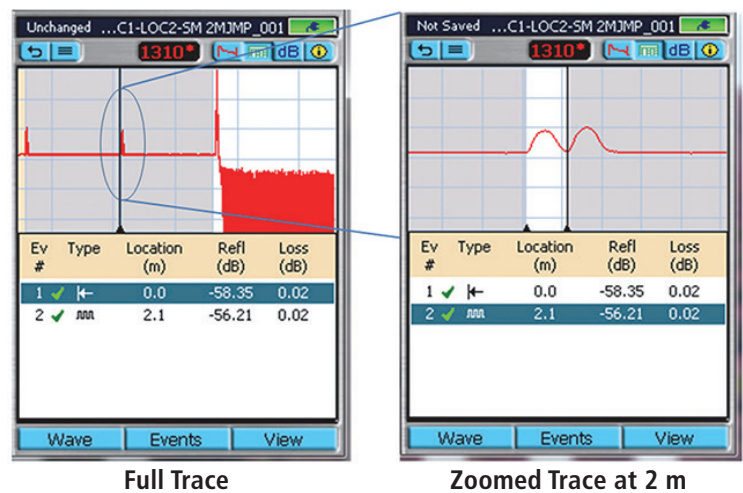 Unchanged ...C1-LOC2-SM 2MJMP_001
1310*
dB
Ev # Type Location (m) Refl (dB) Loss (dB)
1 0.0 -58.35 0.02
2 2.1 -56.21 0.02
Wave Events View
Full Trace
Not Saved ...C1-LOC2-SM 2MJMP_001
1310*
dB
Ev # Type Location (m) Refl (dB) Loss (dB)
1 0.0 -58.35 0.02
2 2.1 -56.21 0.02
Wave Events View
Zoomed Trace at 2 m